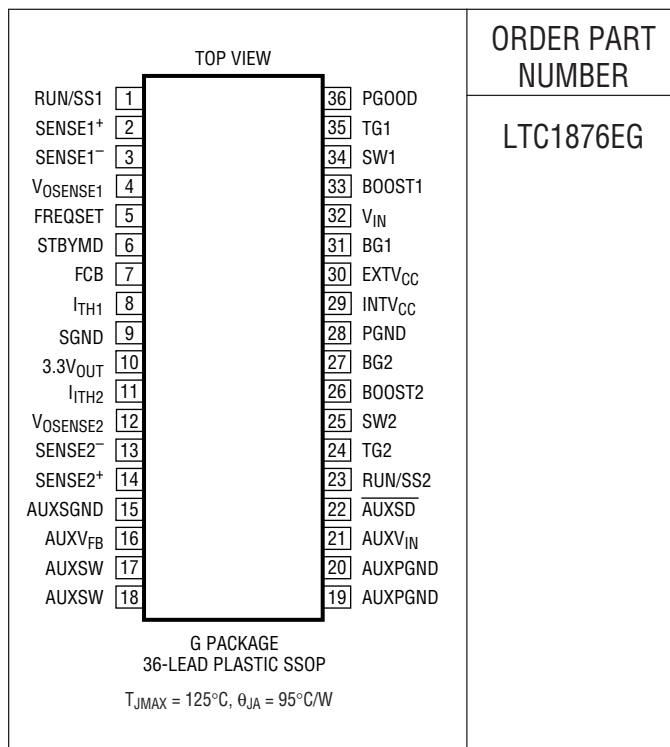 TOP VIEW
RUN/SS1 1
SENSE1⁺ 2
SENSE1⁻ 3
VOSENSE1 4
FREQSET 5
STBYMD 6
FCB 7
ITH1 8
SGND 9
3.3VOUT 10
IITH2 11
VOSENSE2 12
SENSE2⁻ 13
SENSE2⁺ 14
AUXSGND 15
AUXVFB 16
AUXSW 17
AUXSW 18
36 PGOOD
35 TG1
34 SW1
33 BOOST1
32 VIN
31 BG1
30 EXTVCC
29 INTVCC
28 PGND
27 BG2
26 BOOST2
25 SW2
24 TG2
23 RUN/SS2
22 AUXSD
21 AUXVIN
20 AUXPGND
19 AUXPGND
G PACKAGE
36-LEAD PLASTIC SSOP
TJMAX = 125°C, θJA = 95°C/W
ORDER PART
NUMBER
LTC1876EG